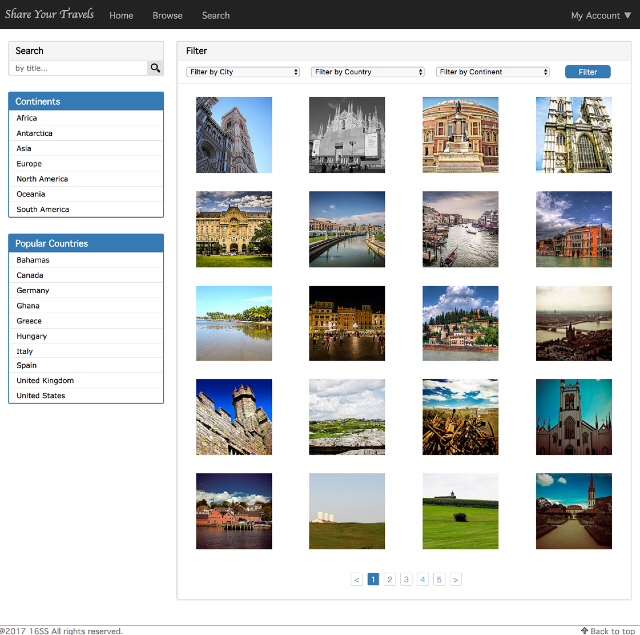 Share Your Travels Home Browse Search My Account ▼
Search
by title...
Continents
Africa
Antarctica
Asia
Europe
North America
Oceania
South America
Popular Countries
Bahamas
Canada
Germany
Ghana
Greece
Hungary
Italy
Spain
United Kingdom
United States
Filter
Filter by City Filter by Country Filter by Continent Filter
< 1 2 3 4 5 >
@2017 16SS All rights reserved. Back to top